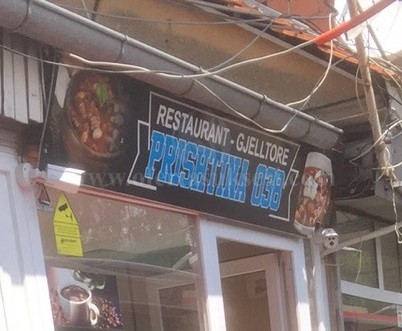 RESTAURANT - GJELLTORE
PRISHTINA 038